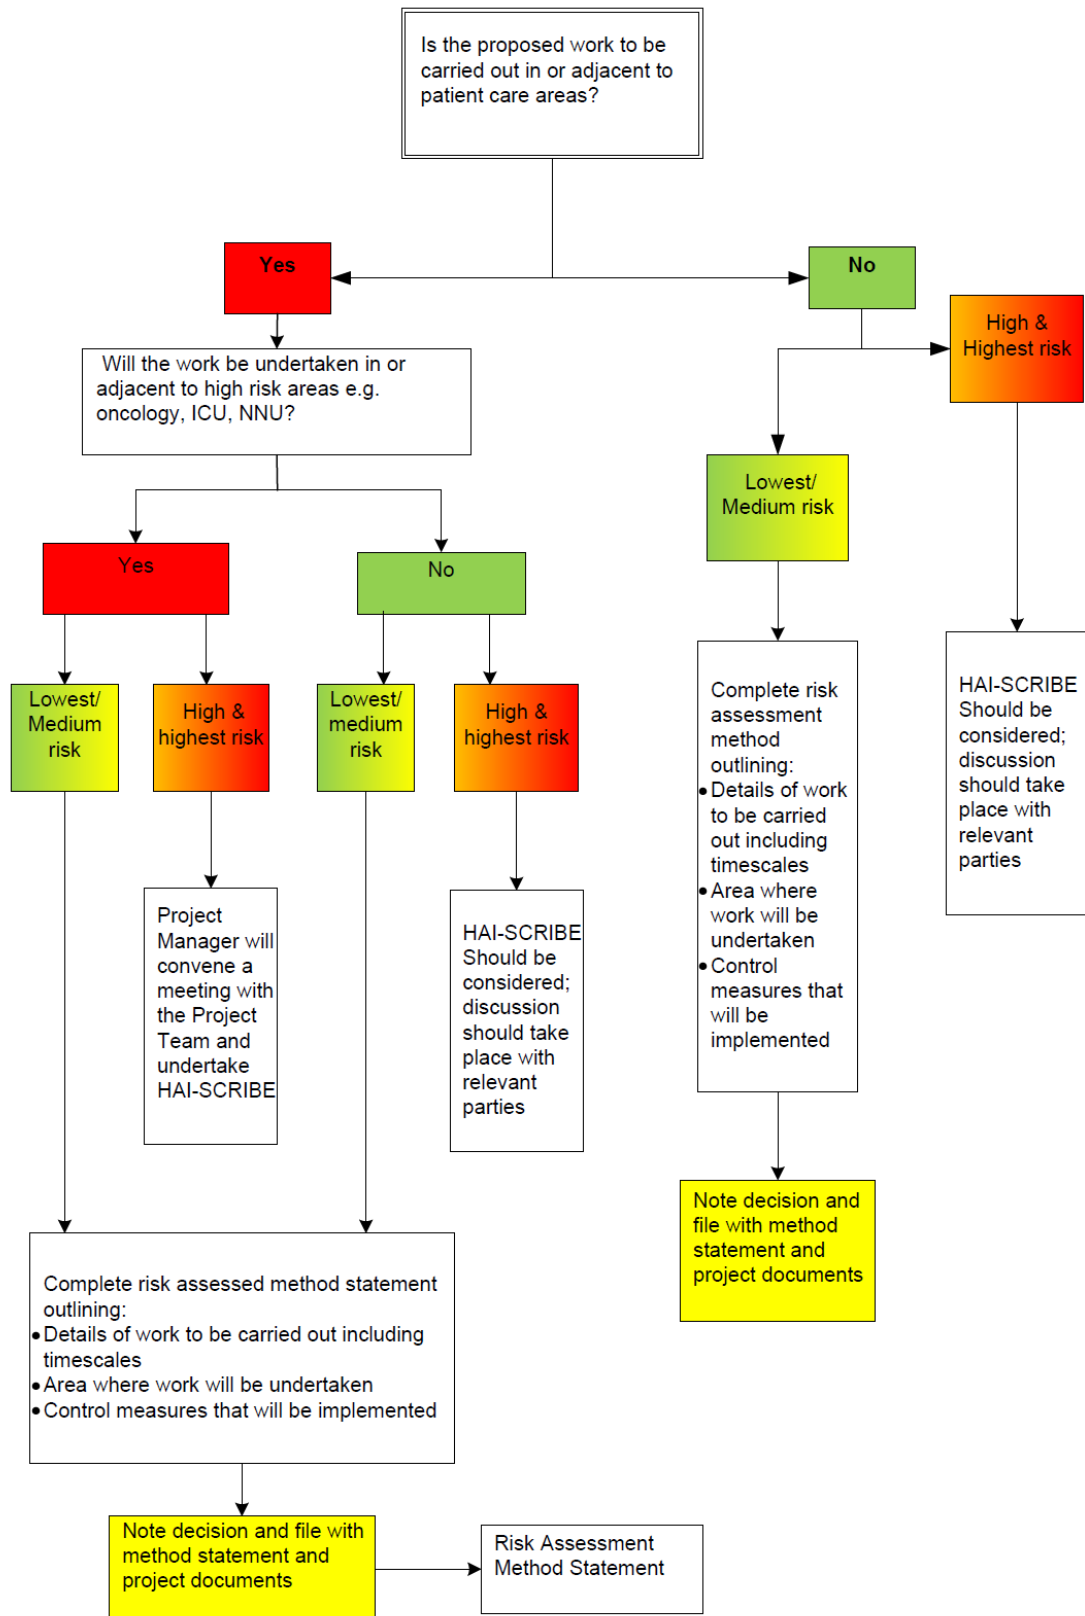 Is the proposed work to be
carried out in or adjacent to
patient care areas?
Yes
No
High &
Highest risk
Will the work be undertaken in or
adjacent to high risk areas e.g.
oncology, ICU, NNU?
Lowest/
Medium risk
Yes
No
Lowest/
Medium
risk
High &
highest risk
Lowest/
medium
risk
High &
highest risk
Complete risk
assessment
method
outlining:
• Details of work
to be carried
out including
timescales
• Area where
work will be
undertaken
• Control
measures that
will be
implemented
HAI-SCRIBE
Should be
considered;
discussion
should take
place with
relevant
parties
Project
Manager will
convene a
meeting with
the Project
Team and
undertake
HAI-SCRIBE
HAI-SCRIBE
Should be
considered;
discussion
should take
place with
relevant
parties
Note decision and
file with method
statement and
project documents
Complete risk assessed method statement
outlining:
• Details of work to be carried out including
timescales
• Area where work will be undertaken
• Control measures that will be implemented
Note decision and file with
method statement and
project documents
Risk Assessment
Method Statement